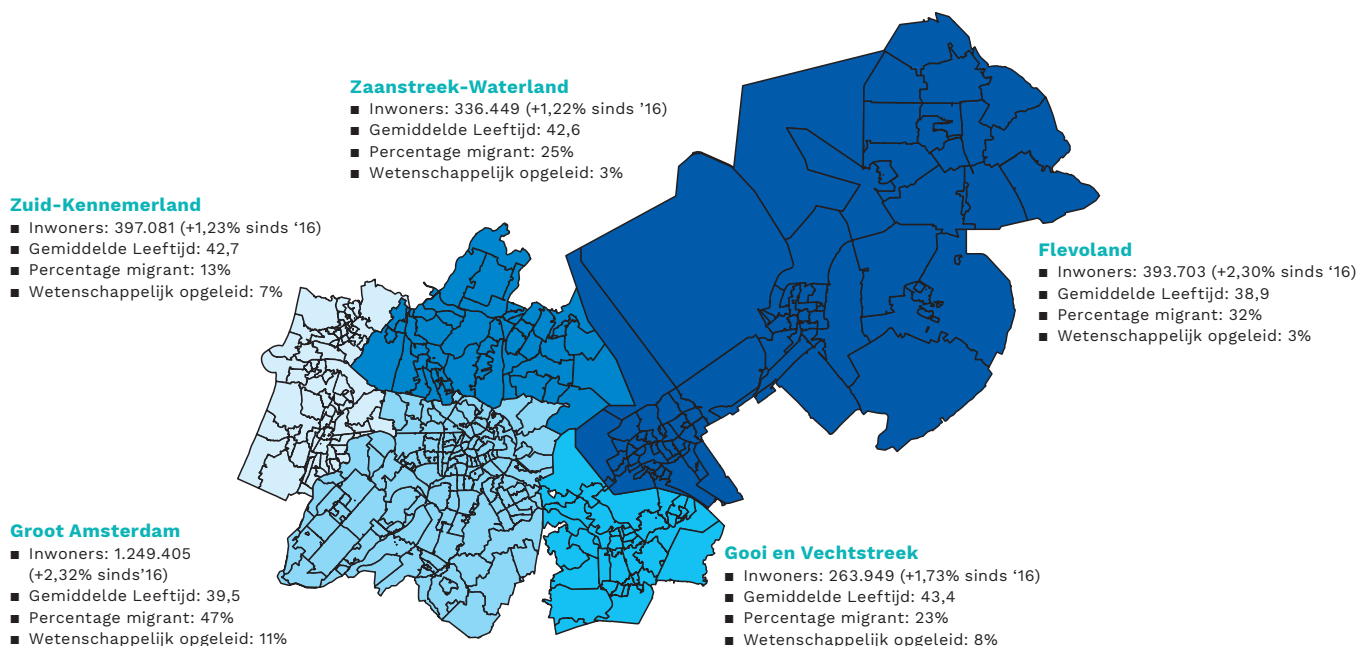 Zaanstreek-Waterland
■ Inwoners: 336.449 (+1,22% sinds ’16)
■ Gemiddelde Leeftijd: 42,6
■ Percentage migrant: 25%
■ Wetenschappelijk opgeleid: 3%
Zuid-Kennemerland
■ Inwoners: 397.081 (+1,23% sinds ‘16)
■ Gemiddelde Leeftijd: 42,7
■ Percentage migrant: 13%
■ Wetenschappelijk opgeleid: 7%
Flevoland
■ Inwoners: 393.703 (+2,30% sinds ‘16)
■ Gemiddelde Leeftijd: 38,9
■ Percentage migrant: 32%
■ Wetenschappelijk opgeleid: 3%
Groot Amsterdam
■ Inwoners: 1.249.405
(+2,32% sinds’16)
■ Gemiddelde Leeftijd: 39,5
■ Percentage migrant: 47%
■ Wetenschappelijk opgeleid: 11%
Gooi en Vechtstreek
■ Inwoners: 263.949 (+1,73% sinds ‘16)
■ Gemiddelde Leeftijd: 43,4
■ Percentage migrant: 23%
■ Wetenschappelijk opgeleid: 8%